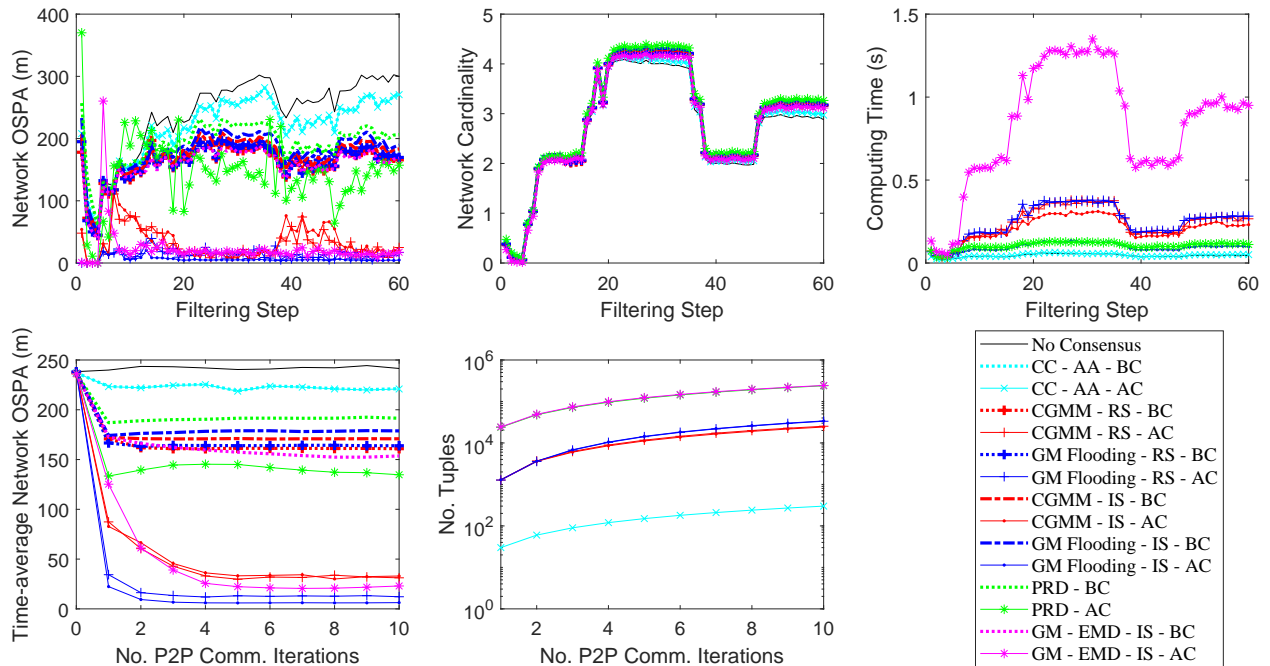 Network OSPA (m)
400
300
200
100
0
0
20
40
60
Filtering Step
Network Cardinality
5
4
3
2
1
0
0
20
40
60
Filtering Step
Computing Time (s)
1.5
1
0.5
0
0
20
40
60
Filtering Step
Time-average Network OSPA (m)
250
200
150
100
50
0
0
2
4
6
8
10
No. P2P Comm. Iterations
No. Tuples
10^6
10^4
10^2
10^0
2
4
6
8
10
No. P2P Comm. Iterations
No Consensus
CC - AA - BC
CC - AA - AC
CGMM - RS - BC
CGMM - RS - AC
GM Flooding - RS - BC
GM Flooding - RS - AC
CGMM - IS - BC
CGMM - IS - AC
GM Flooding - IS - BC
GM Flooding - IS - AC
PRD - BC
PRD - AC
GM - EMD - IS - BC
GM - EMD - IS - AC